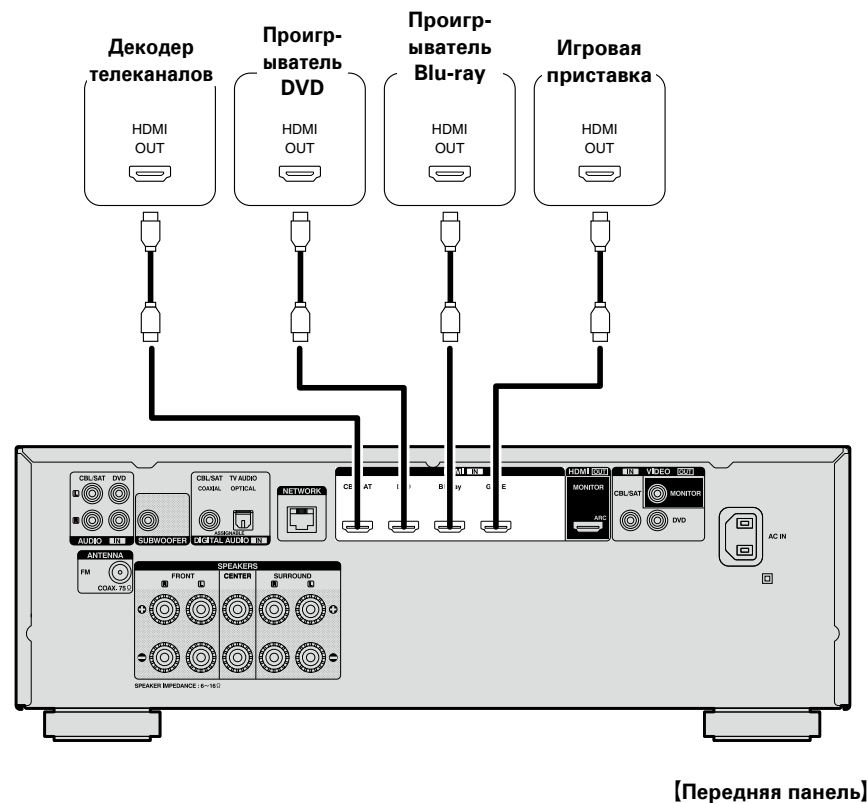 Декодер
телеканалов
Проигр-
ыватель
DVD
Проигр-
ыватель
Blu-ray
Игровая
приставка
HDMI
OUT
HDMI
OUT
HDMI
OUT
HDMI
OUT
CBL/SAT DVD
L
R
AUDIO IN
SUBWOOFER
CBL/SAT TV AUDIO
COAXIAL OPTICAL
ASSIGNABLE
DIGITAL AUDIO IN
NETWORK
IN
HDMI OUT
MONITOR
ARC
IN VIDEO OUT
CBL/SAT
MONITOR
DVD
AC IN
ANTENNA
FM
COAX. 75Ω
SPEAKERS
FRONT CENTER SURROUND
R L R L
SPEAKER IMPEDANCE : 6～16Ω
【Передняя панель】